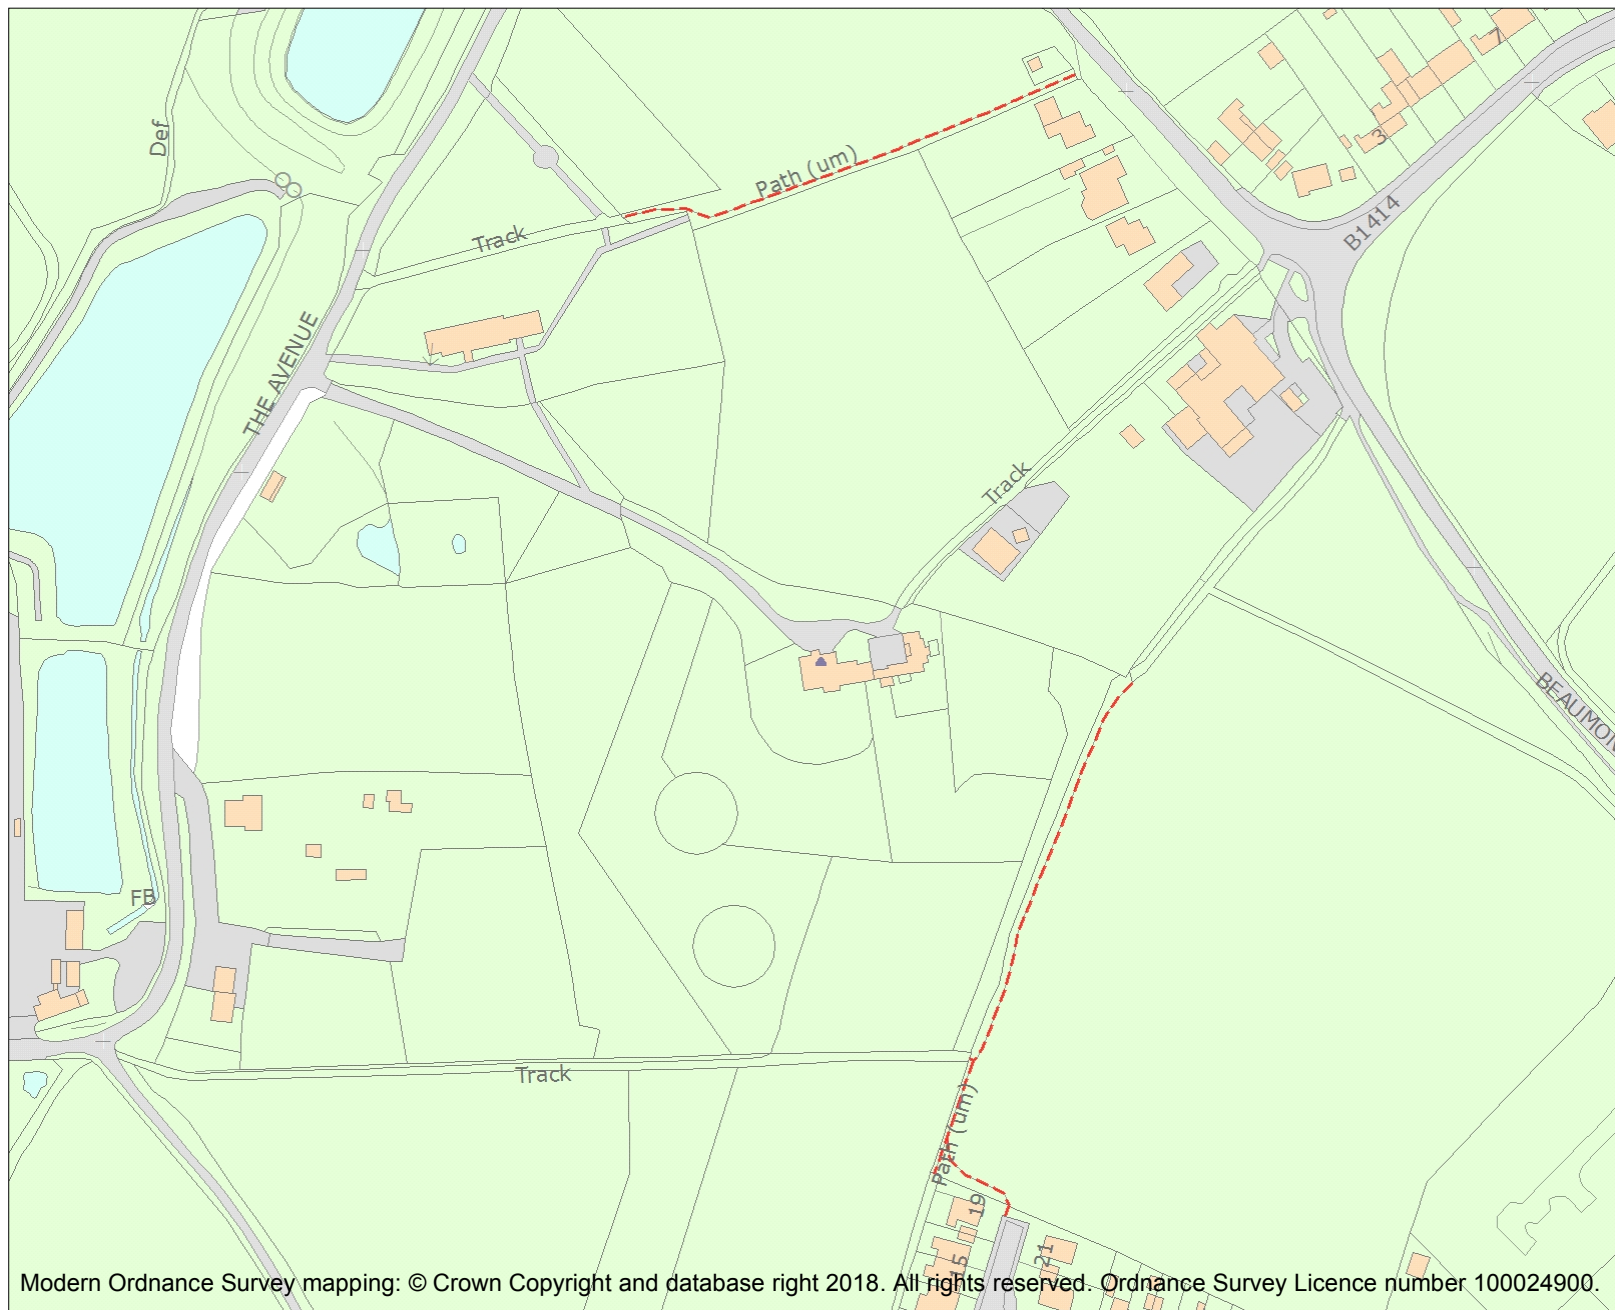 7
Def
3
Path (um)
B1414
Track
THE AVENUE
Track
BEAUMON
FB
Track
Path (um)
19
21
15
Modern Ordnance Survey mapping: © Crown Copyright and database right 2018. All rights reserved. Ordnance Survey Licence number 100024900.